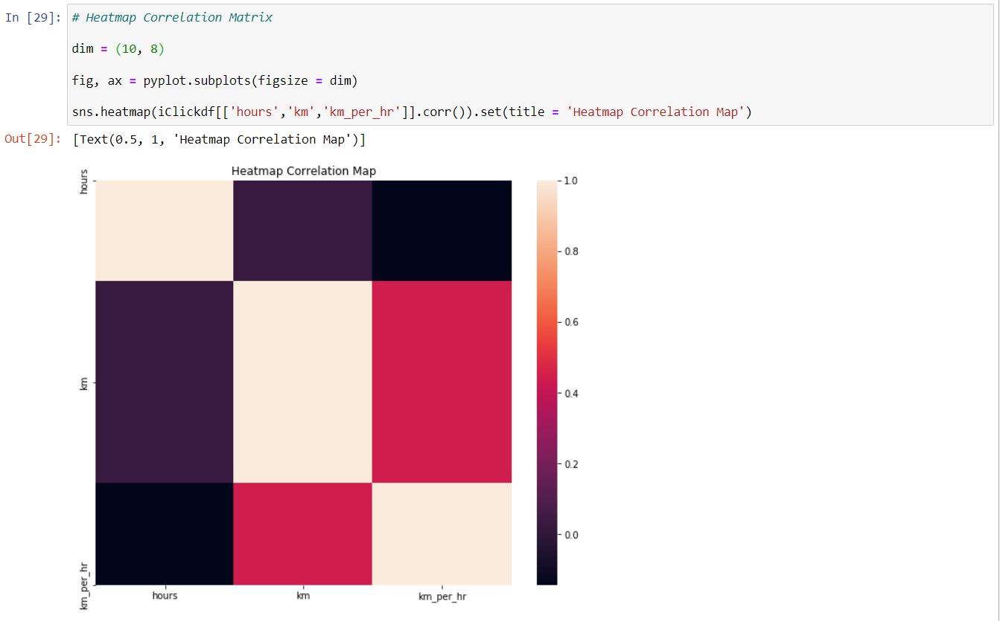 In [29]: # Heatmap Correlation Matrix
dim = (10, 8)
fig, ax = pyplot.subplots(figsize = dim)
sns.heatmap(iClickdf[['hours','km','km_per_hr']].corr()).set(title = 'Heatmap Correlation Map')
Out[29]: [Text(0.5, 1, 'Heatmap Correlation Map')]
Heatmap Correlation Map
hours
km
km_per_hr
hours km km_per_hr
1.0
0.8
0.6
0.4
0.2
0.0